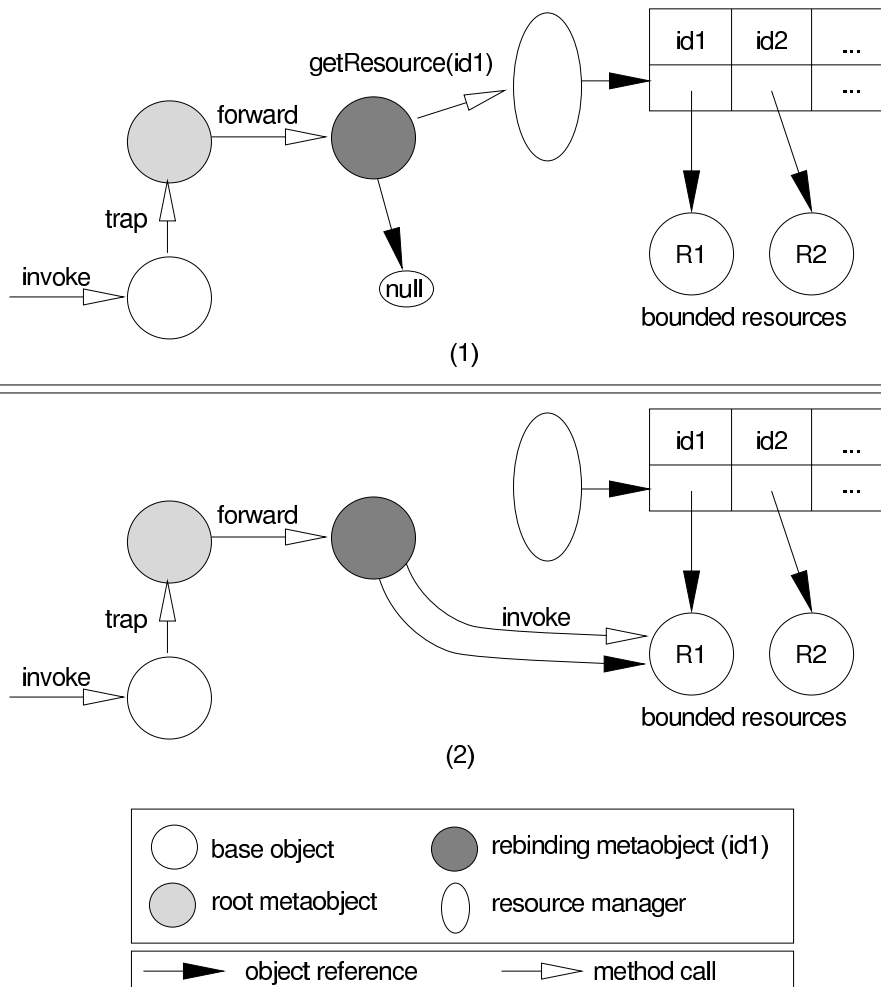 id1 id2 ...
...
getResource(id1)
forward
trap
invoke
null
R1 R2
bounded resources
(1)
id1 id2 ...
...
forward
trap
invoke
invoke
R1 R2
bounded resources
(2)
base object
rebinding metaobject (id1)
root metaobject
resource manager
object reference
method call